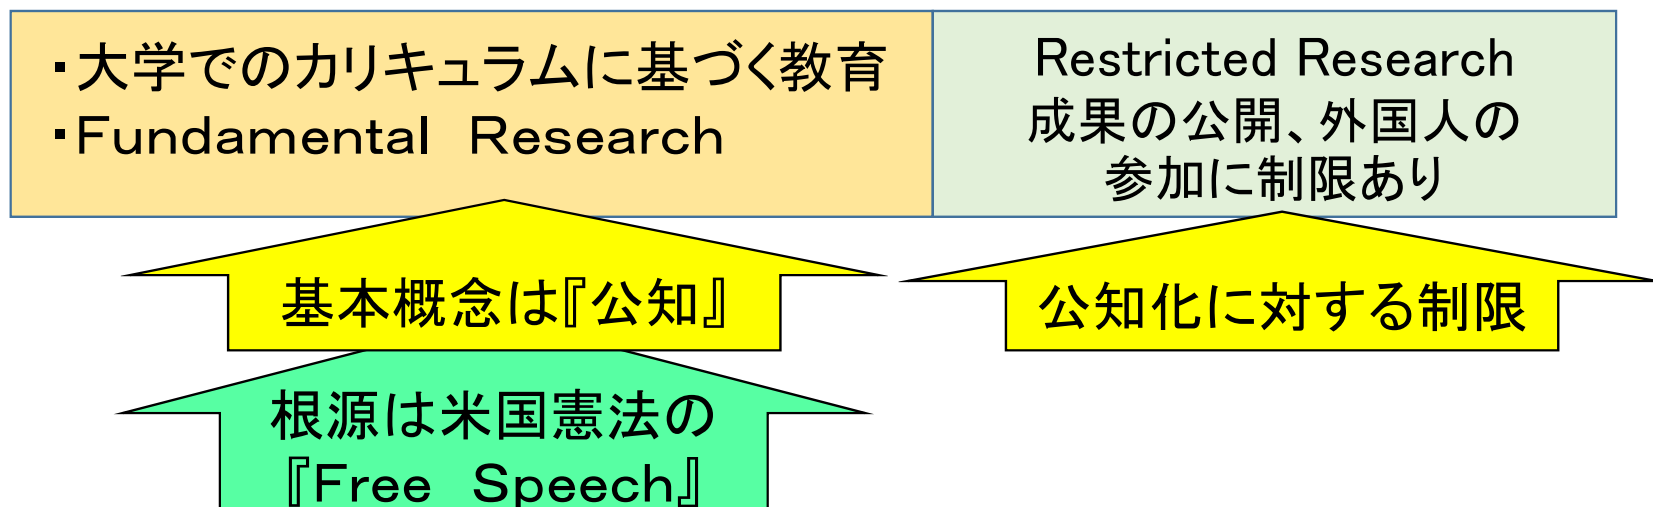 ・大学でのカリキュラムに基づく教育
・Fundamental　Research
Restricted Research
成果の公開、外国人の
参加に制限あり
基本概念は『公知』
公知化に対する制限
根源は米国憲法の
『Free　Speech』